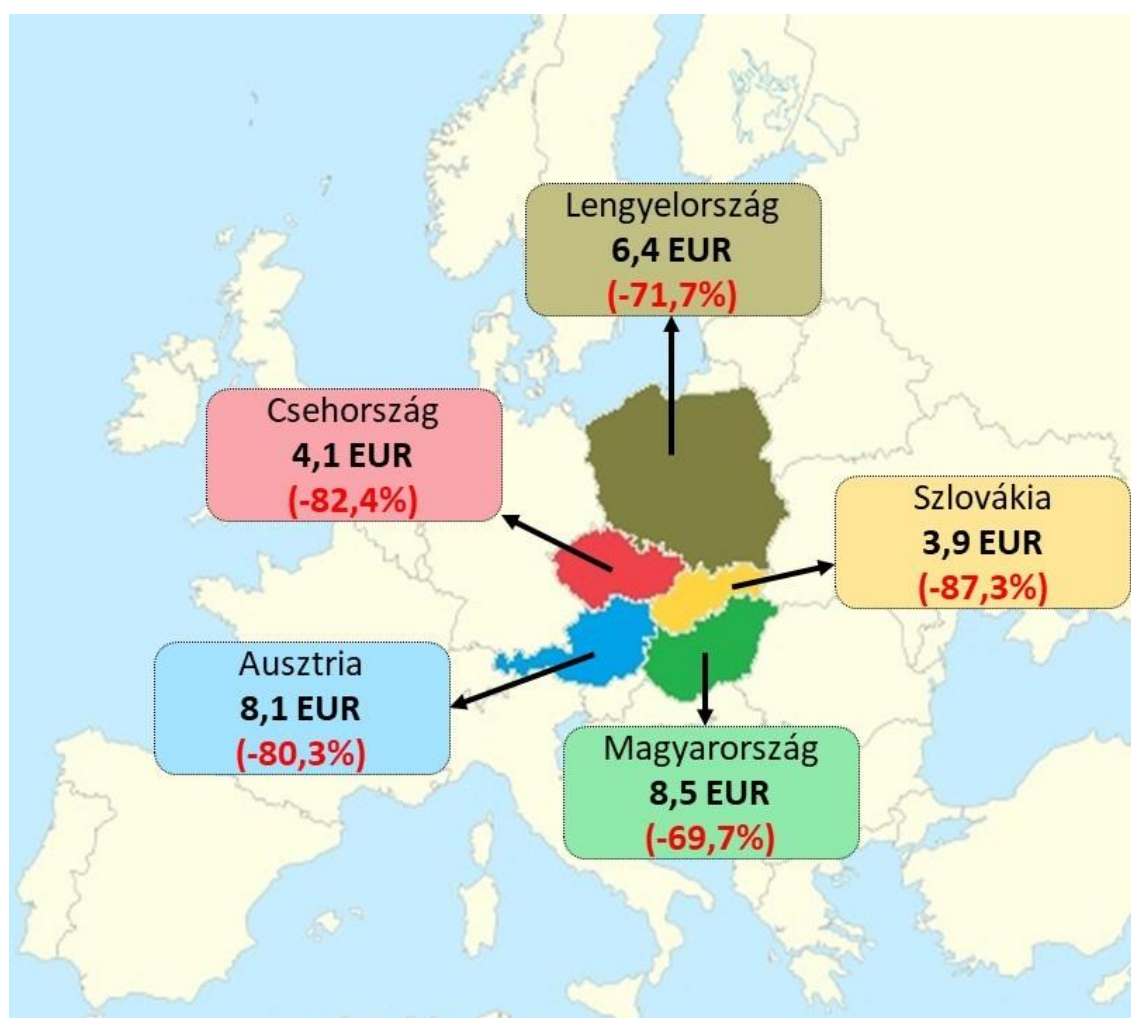 Lengyelország
6,4 EUR
(-71,7%)
Csehország
4,1 EUR
(-82,4%)
Szlovákia
3,9 EUR
(-87,3%)
Ausztria
8,1 EUR
(-80,3%)
Magyarország
8,5 EUR
(-69,7%)